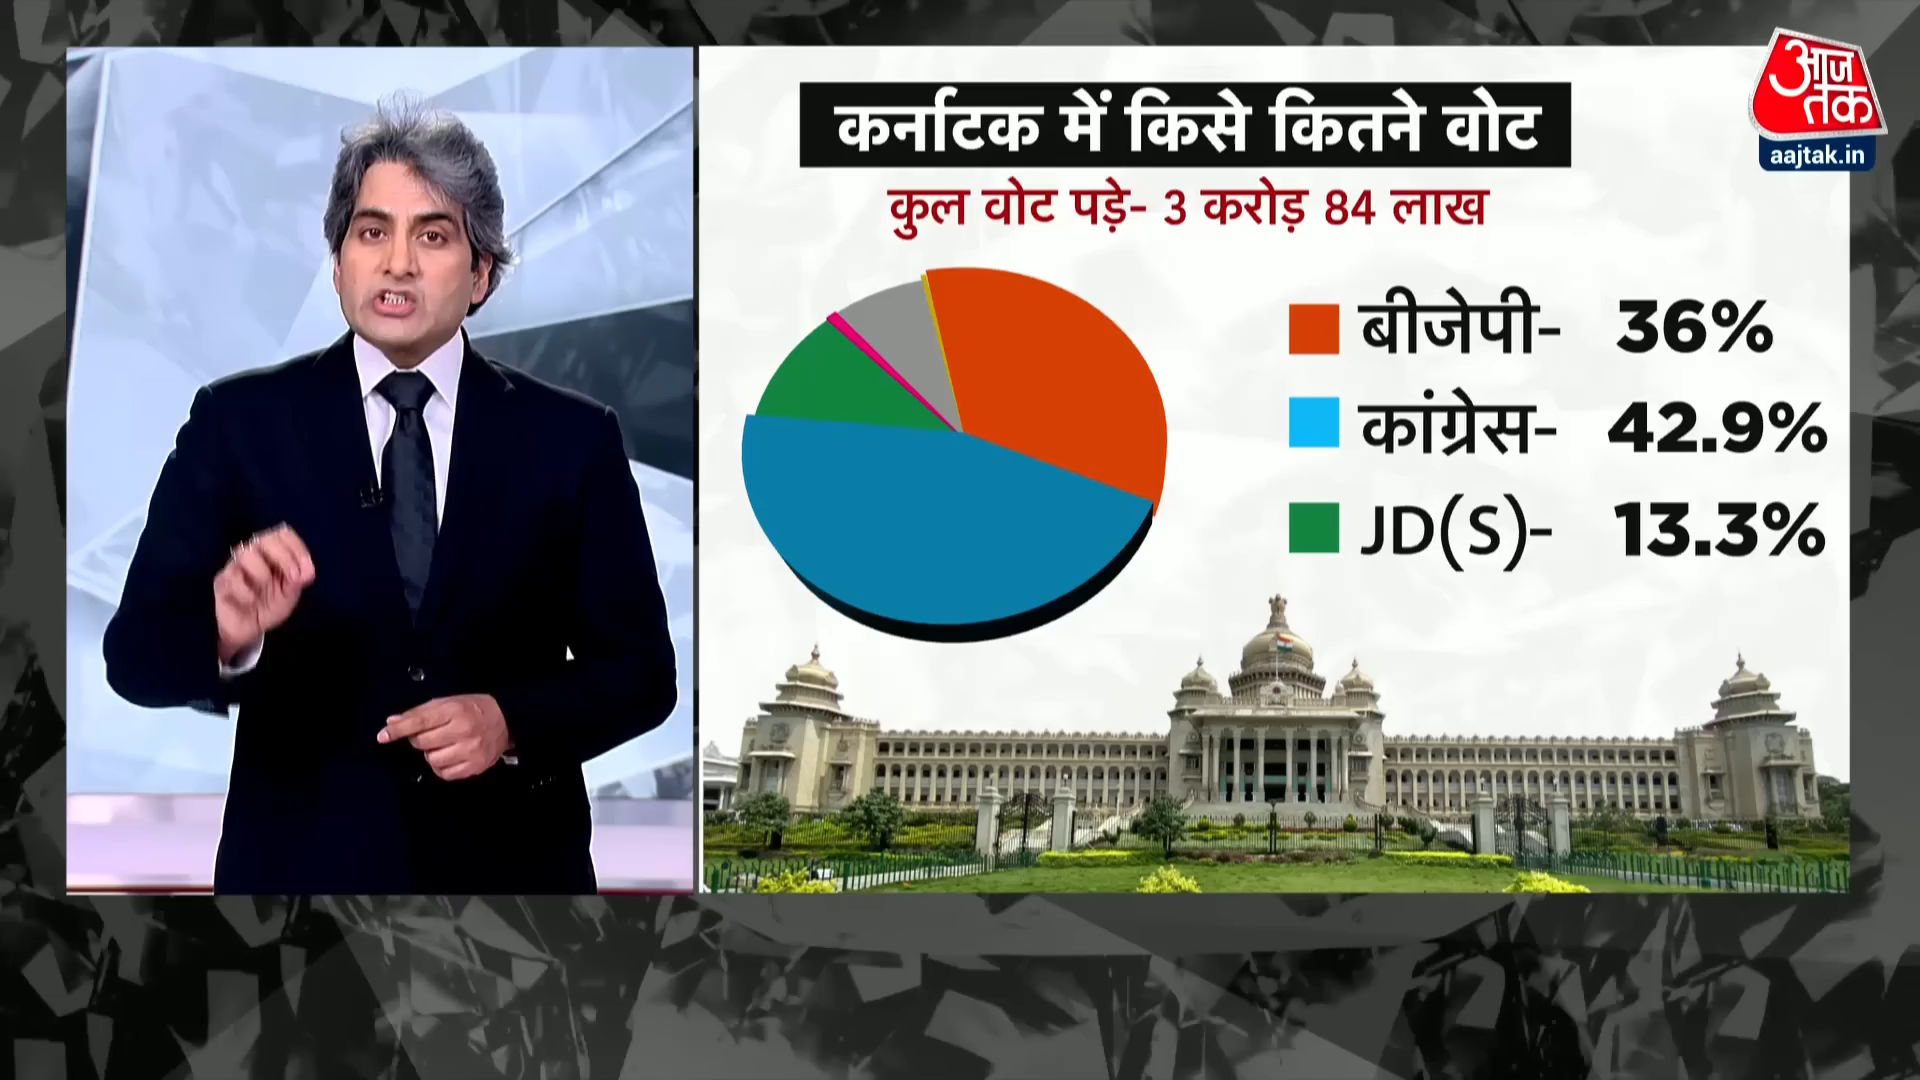 कर्नाटक में किसे कितने वोट
कुल वोट पड़े- 3 करोड़ 84 लाख
आज तक
aajtak.in
बीजेपी- 36%
कांग्रेस- 42.9%
JD(S)- 13.3%